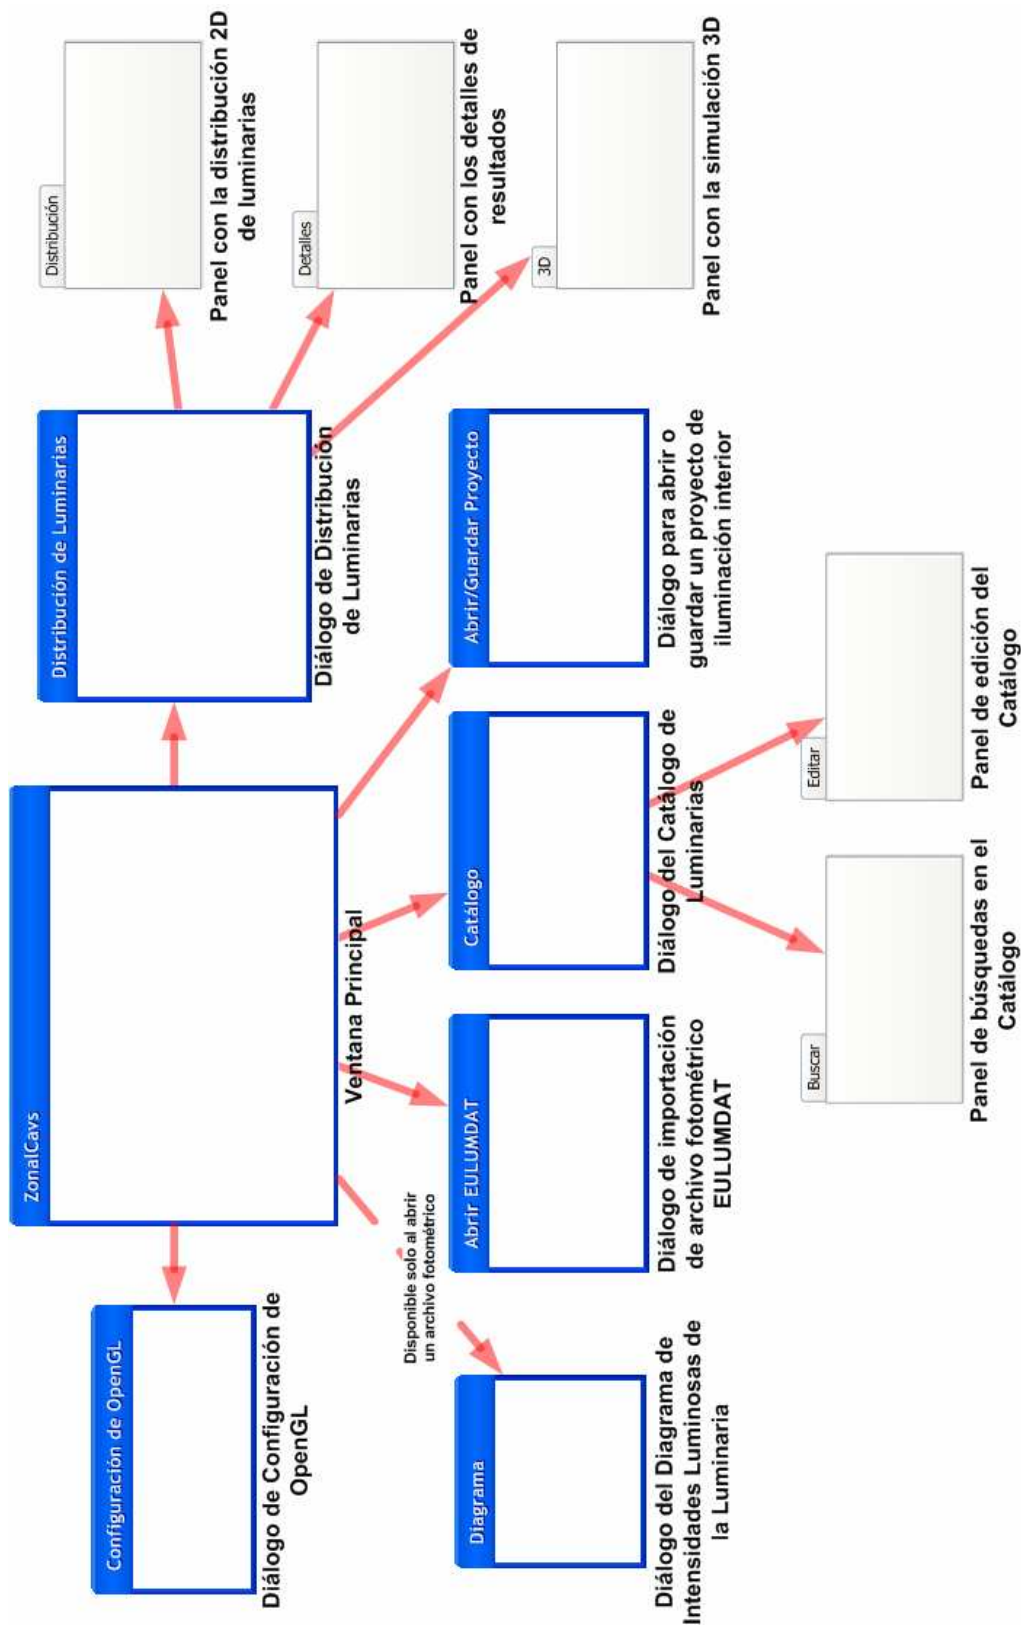 ZonalCavs
Ventana Principal
Configuración de OpenGL
Diálogo de Configuración de
OpenGL
Distribución de Luminarias
Diálogo de Distribución
de Luminarias
Distribución
Panel con la distribución 2D
de luminarias
Detalles
Panel con los detalles de
resultados
3D
Panel con la simulación 3D
Disponible solo al abrir
un archivo fotométrico
Diagrama
Diálogo del Diagrama de
Intensidades Luminosas de
la Luminaria
Abrir EULUMDAT
Diálogo de importación
de archivo fotométrico
EULUMDAT
Catálogo
Diálogo del Catálogo de
Luminarias
Abrir/Guardar Proyecto
Diálogo para abrir o
guardar un proyecto de
iluminación interior
Buscar
Panel de búsquedas en el
Catálogo
Editar
Panel de edición del
Catálogo